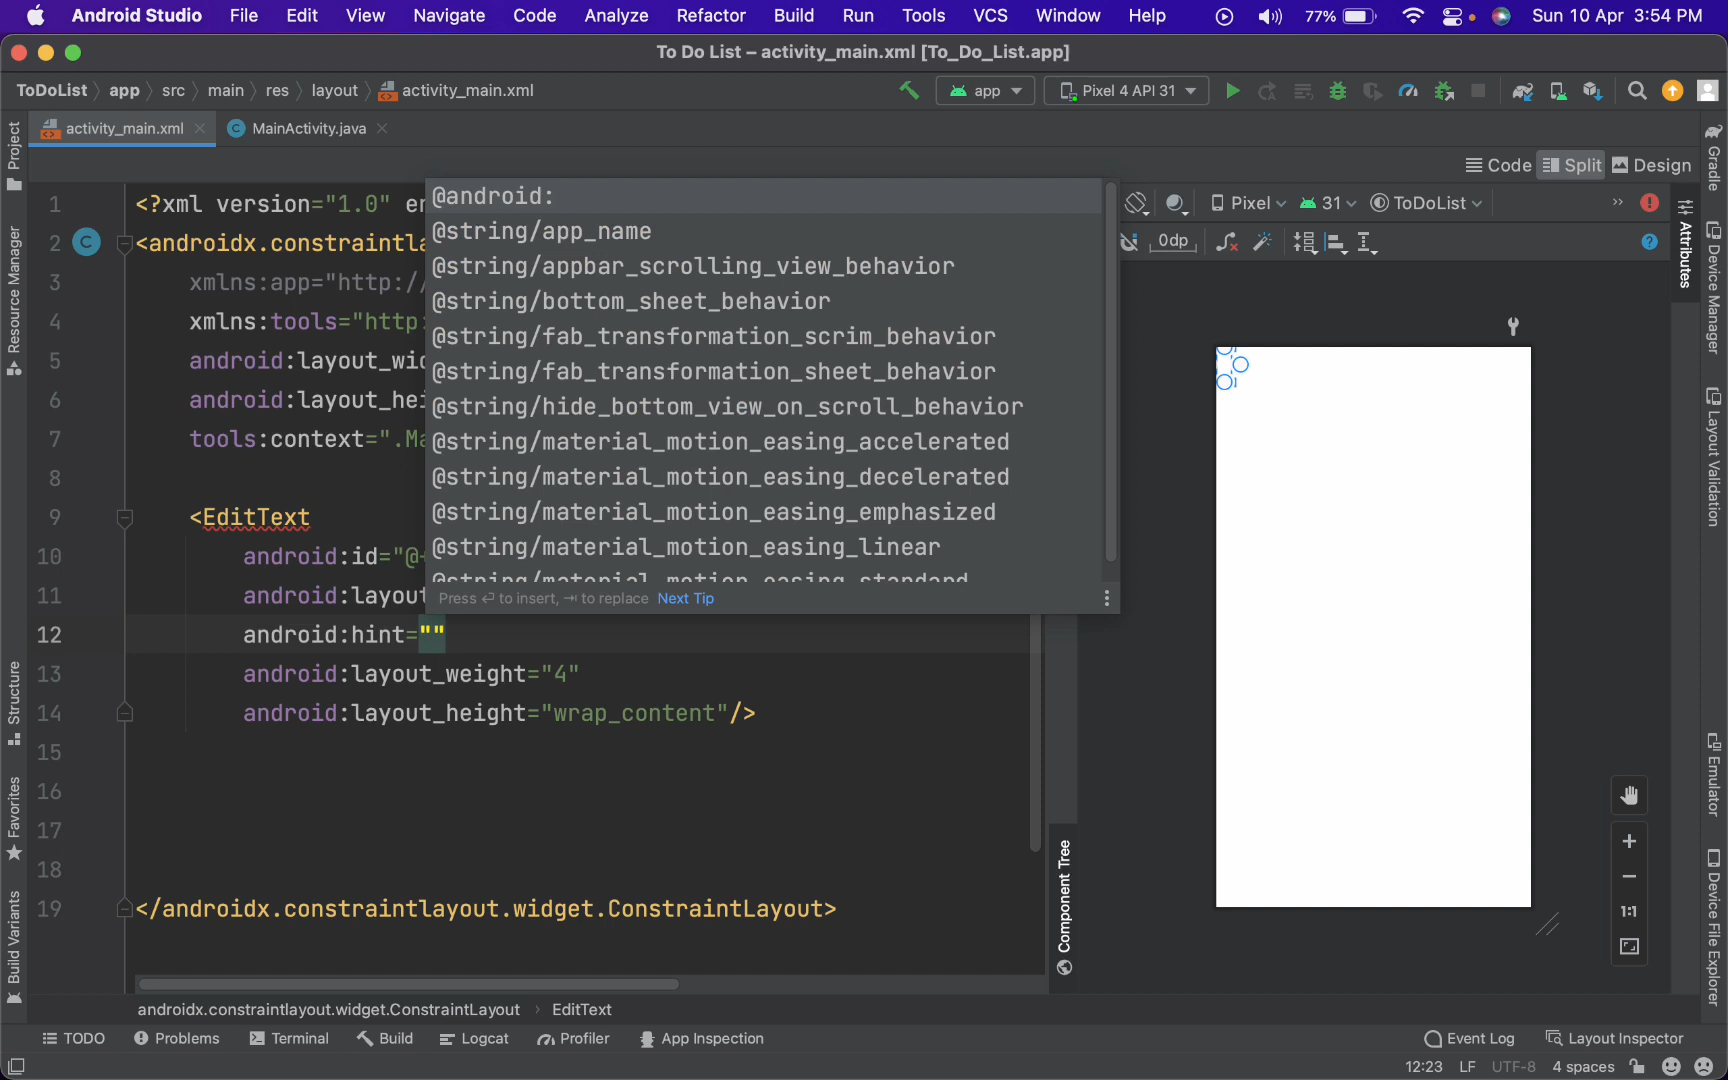 Android Studio File Edit View Navigate Code Analyze Refactor Build Run Tools VCS Window Help 77% Sun 10 Apr 3:54 PM
To Do List – activity_main.xml [To_Do_List.app]
ToDoList app src main res layout activity_main.xml app Pixel 4 API 31
activity_main.xml MainActivity.java
Code Split Design
Pixel 31 ToDoList
0dp
1 <?xml version="1.0" en
2 <androidx.constraintla
3 xmlns:app="http://
4 xmlns:tools="http:
5 android:layout_wid
6 android:layout_hei
7 tools:context=".Ma
8
9 <EditText
10 android:id="@+
11 android:layout
12 android:hint=""
13 android:layout_weight="4"
14 android:layout_height="wrap_content"/>
15
16
17
18
19 </androidx.constraintlayout.widget.ConstraintLayout>
@android:
@string/app_name
@string/appbar_scrolling_view_behavior
@string/bottom_sheet_behavior
@string/fab_transformation_scrim_behavior
@string/fab_transformation_sheet_behavior
@string/hide_bottom_view_on_scroll_behavior
@string/material_motion_easing_accelerated
@string/material_motion_easing_decelerated
@string/material_motion_easing_emphasized
@string/material_motion_easing_linear
@string/material_motion_easing_standard
Press ↵ to insert, ⇥ to replace Next Tip
Project
Resource Manager
Structure
Favorites
Build Variants
Component Tree
Attributes
Gradle
Device Manager
Layout Validation
Emulator
Device File Explorer
1:1
androidx.constraintlayout.widget.ConstraintLayout EditText
TODO Problems Terminal Build Logcat Profiler App Inspection Event Log Layout Inspector
12:23 LF UTF-8 4 spaces